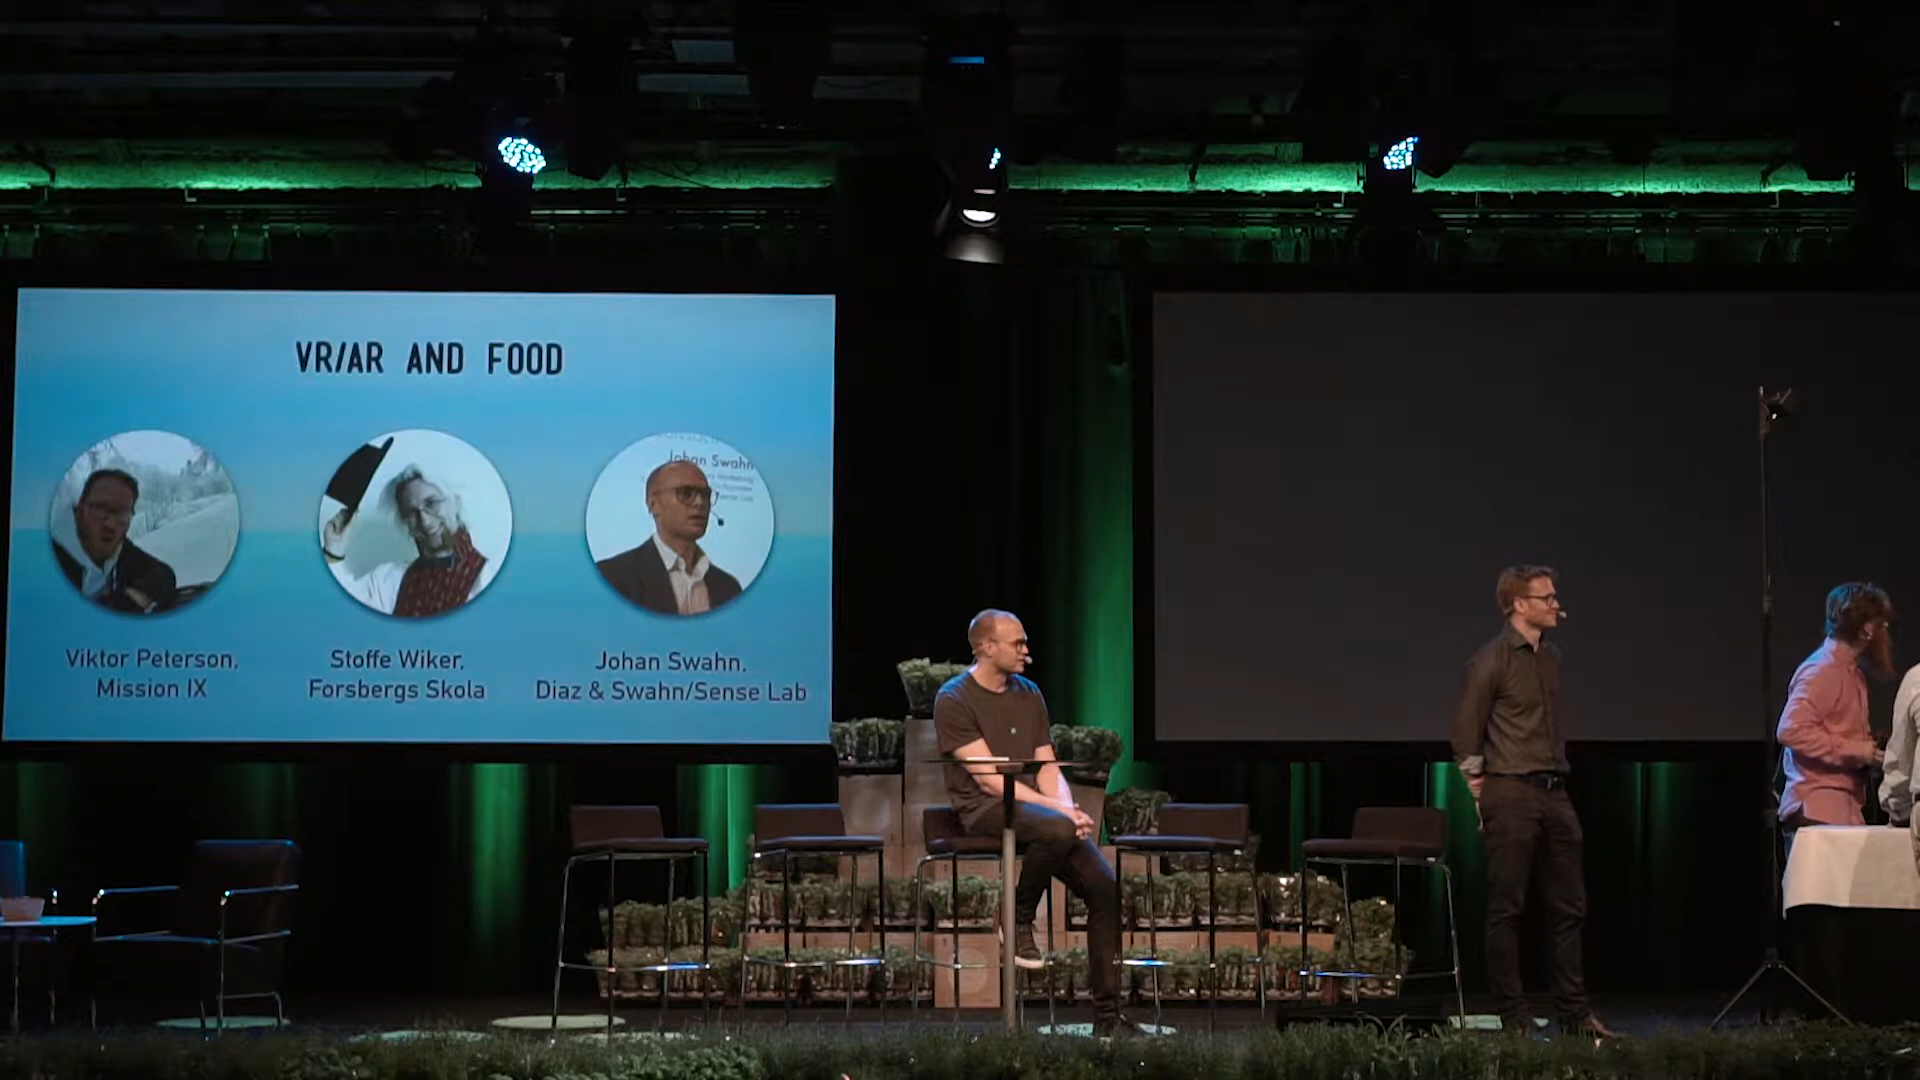 VR/AR AND FOOD
Johan Swahn
Viktor Peterson,
Mission IX
Stoffe Wiker,
Forsbergs Skola
Johan Swahn,
Diaz & Swahn/Sense Lab